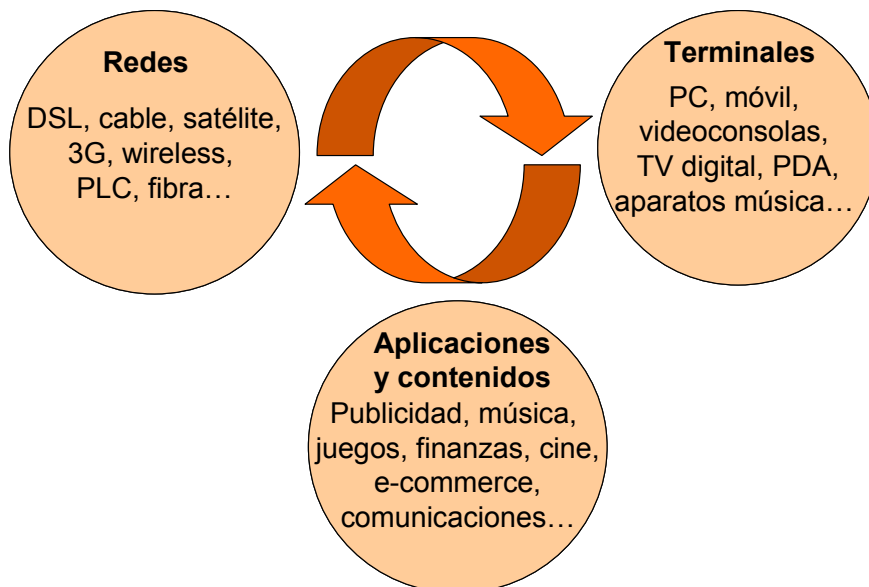 Redes
DSL, cable, satélite,
3G, wireless,
PLC, fibra…
Terminales
PC, móvil,
videoconsolas,
TV digital, PDA,
aparatos música…
Aplicaciones
y contenidos
Publicidad, música,
juegos, finanzas, cine,
e-commerce,
comunicaciones…